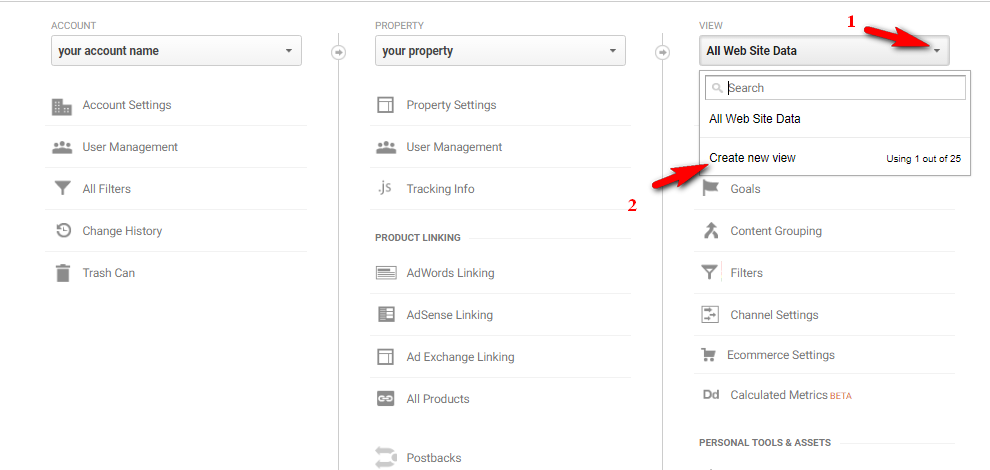 ACCOUNT
your account name
Account Settings
User Management
All Filters
Change History
Trash Can
PROPERTY
your property
Property Settings
User Management
.js Tracking Info
PRODUCT LINKING
AdWords Linking
AdSense Linking
Ad Exchange Linking
All Products
Postbacks
1
VIEW
All Web Site Data
Search
All Web Site Data
Create new view Using 1 out of 25
2
Goals
Content Grouping
Filters
Channel Settings
Ecommerce Settings
Dd Calculated Metrics BETA
PERSONAL TOOLS & ASSETS